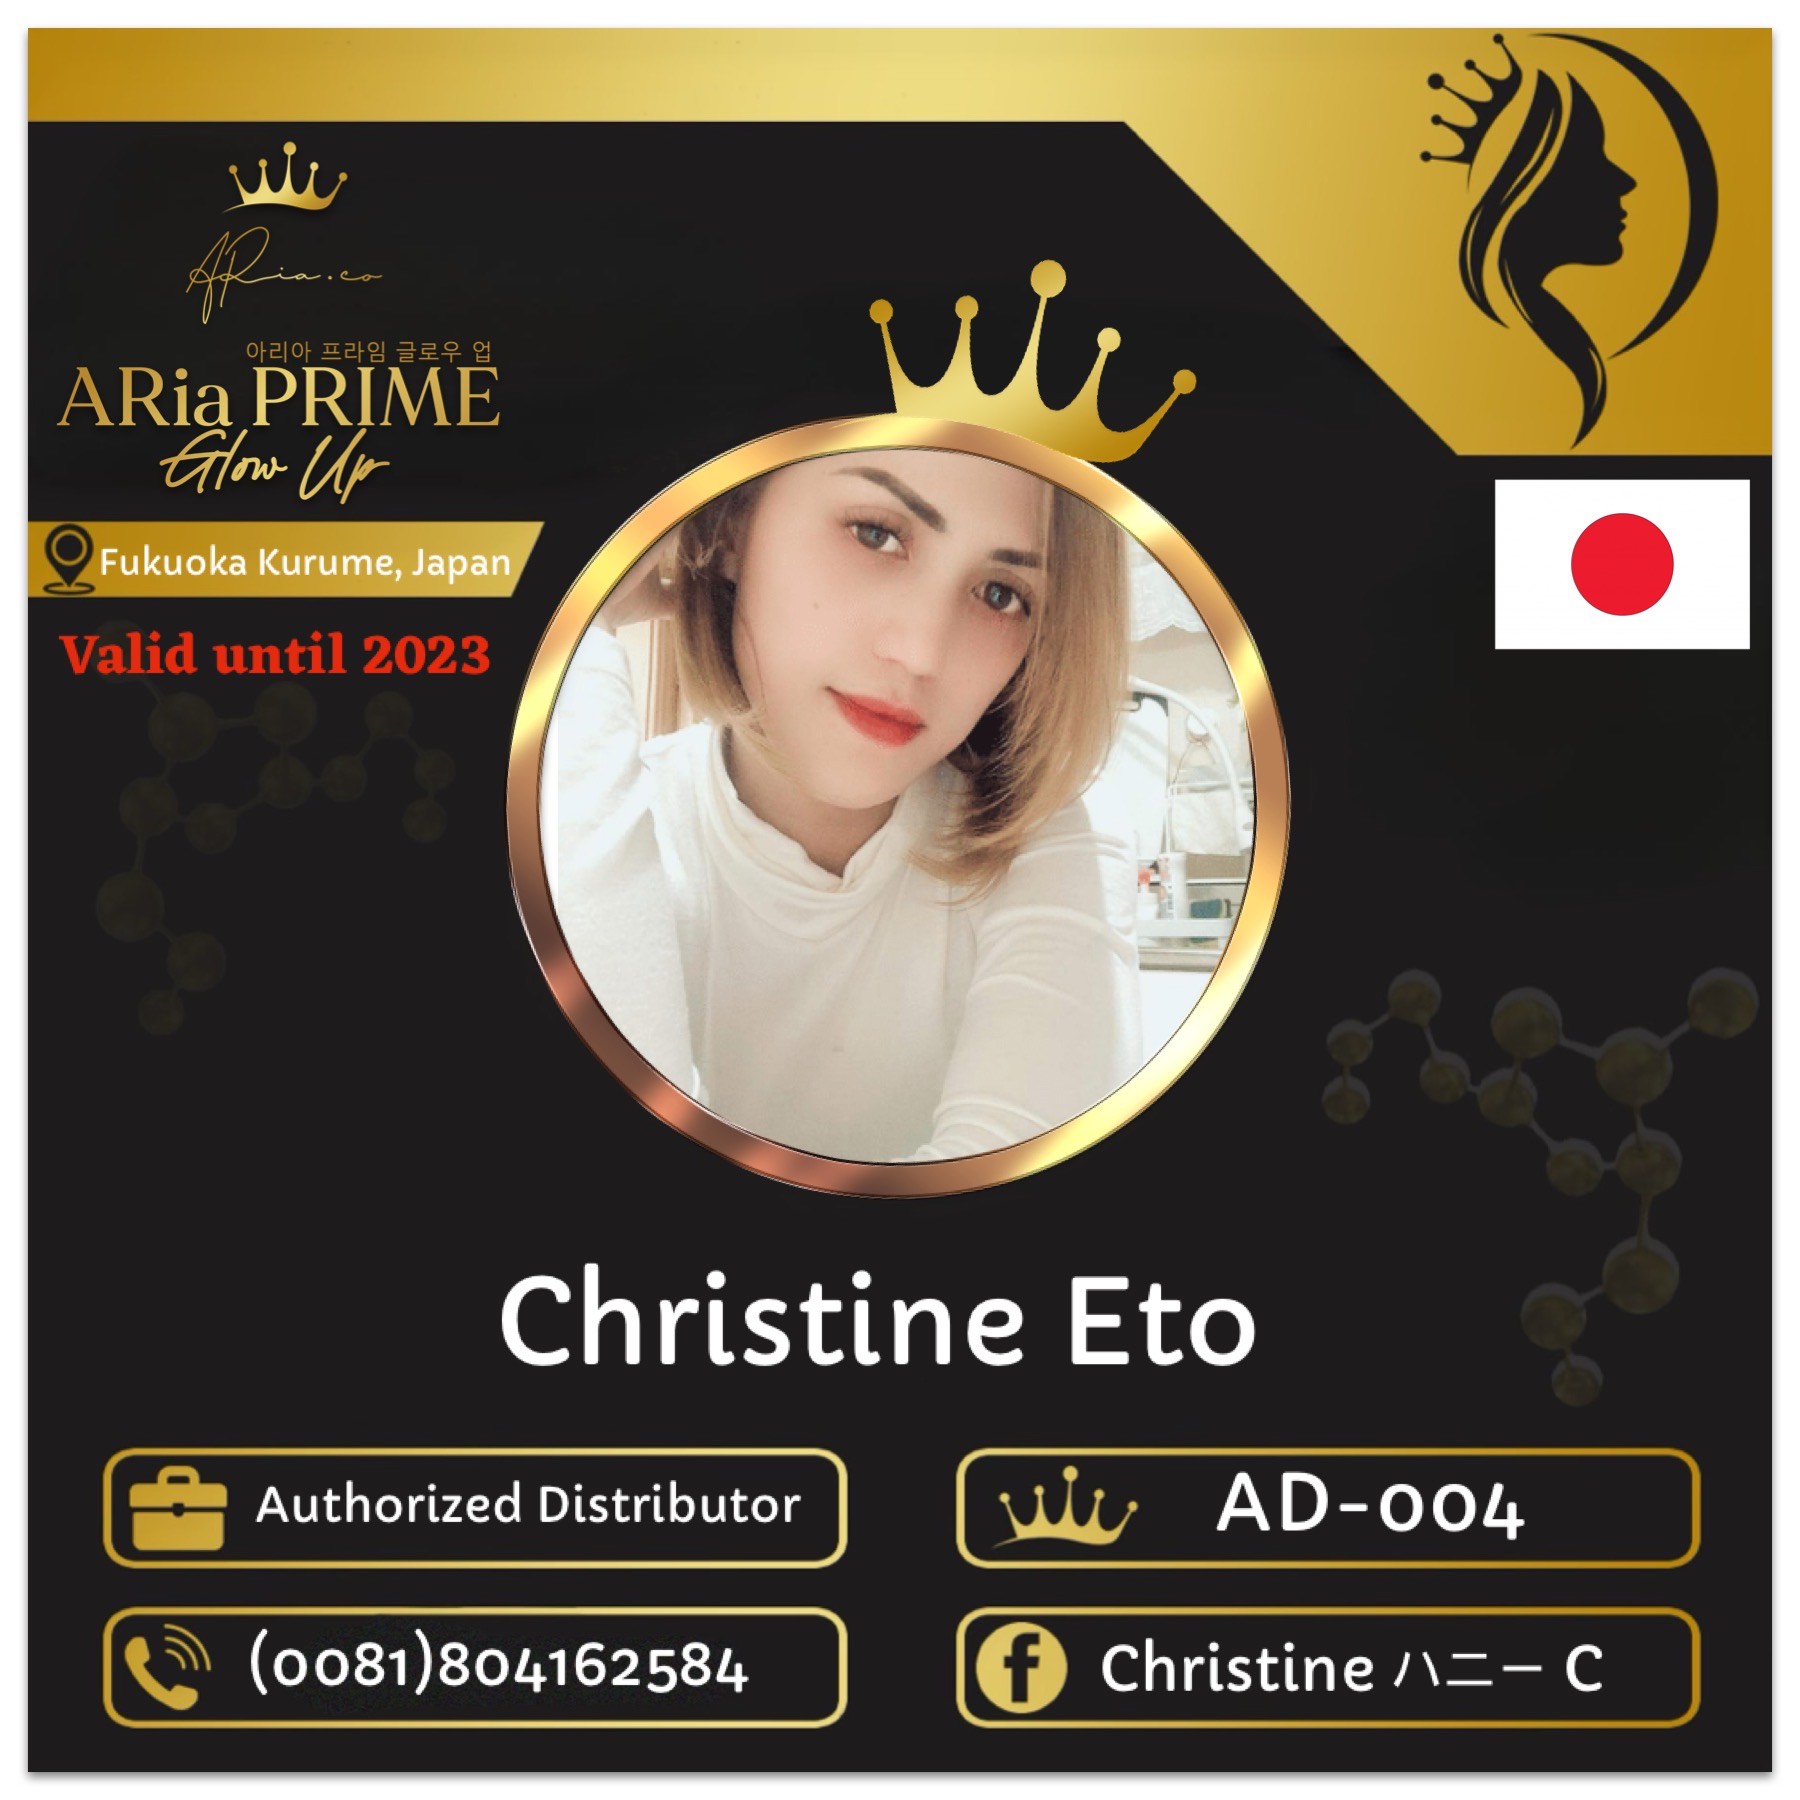 ARia.co
아리아 프라임 글로우 업
ARia PRIME
Glow Up
Fukuoka Kurume, Japan
Valid until 2023
Christine Eto
Authorized Distributor
AD-004
(0081)804162584
Christine ハニー C